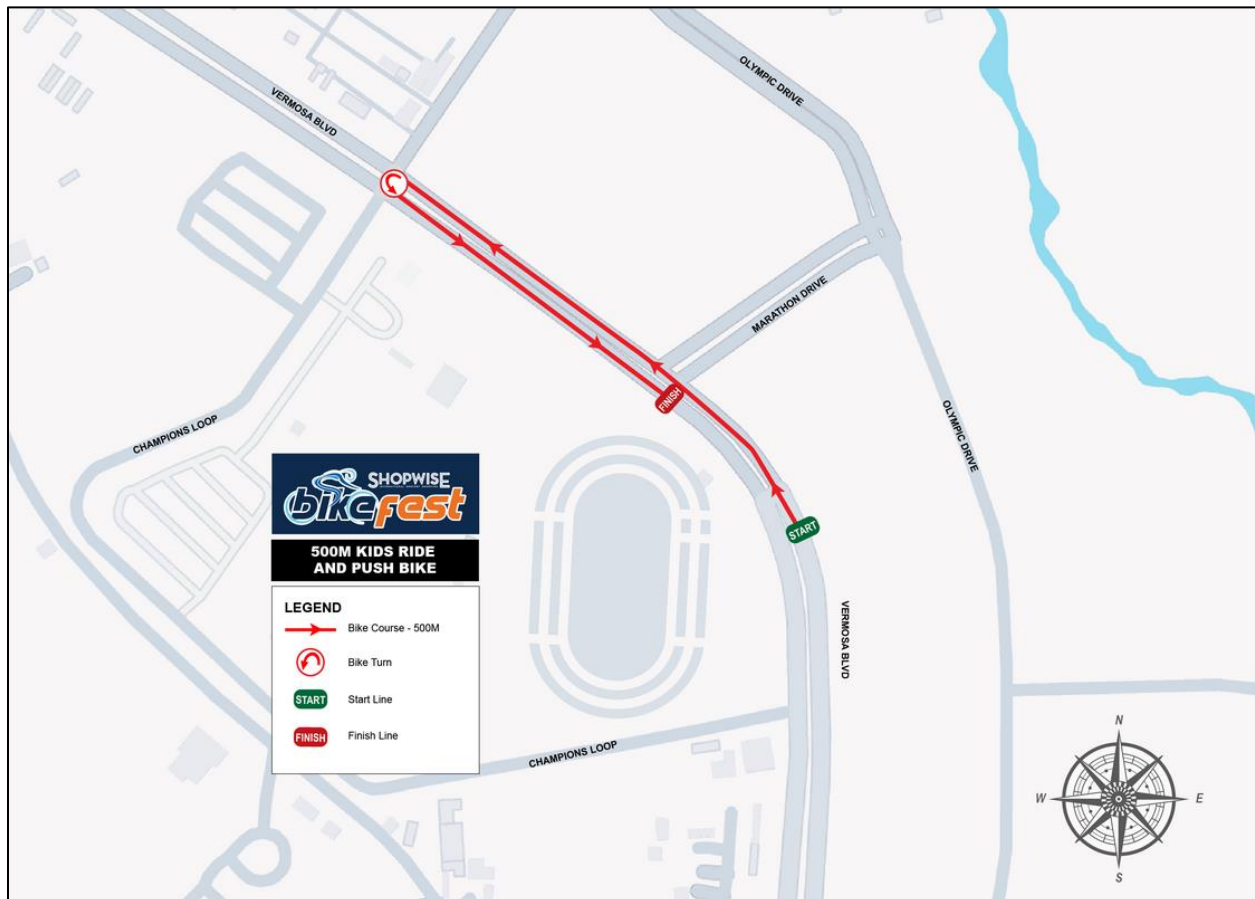 OLYMPIC DRIVE
VERMOSA BLVD
MARATHON DRIVE
FINISH
CHAMPIONS LOOP
OLYMPIC DRIVE
START
SHOPWISE
bikefest
500M KIDS RIDE
AND PUSH BIKE
LEGEND
Bike Course - 500M
Bike Turn
START
Start Line
FINISH
Finish Line
VERMOSA BLVD
CHAMPIONS LOOP
N
W
E
S